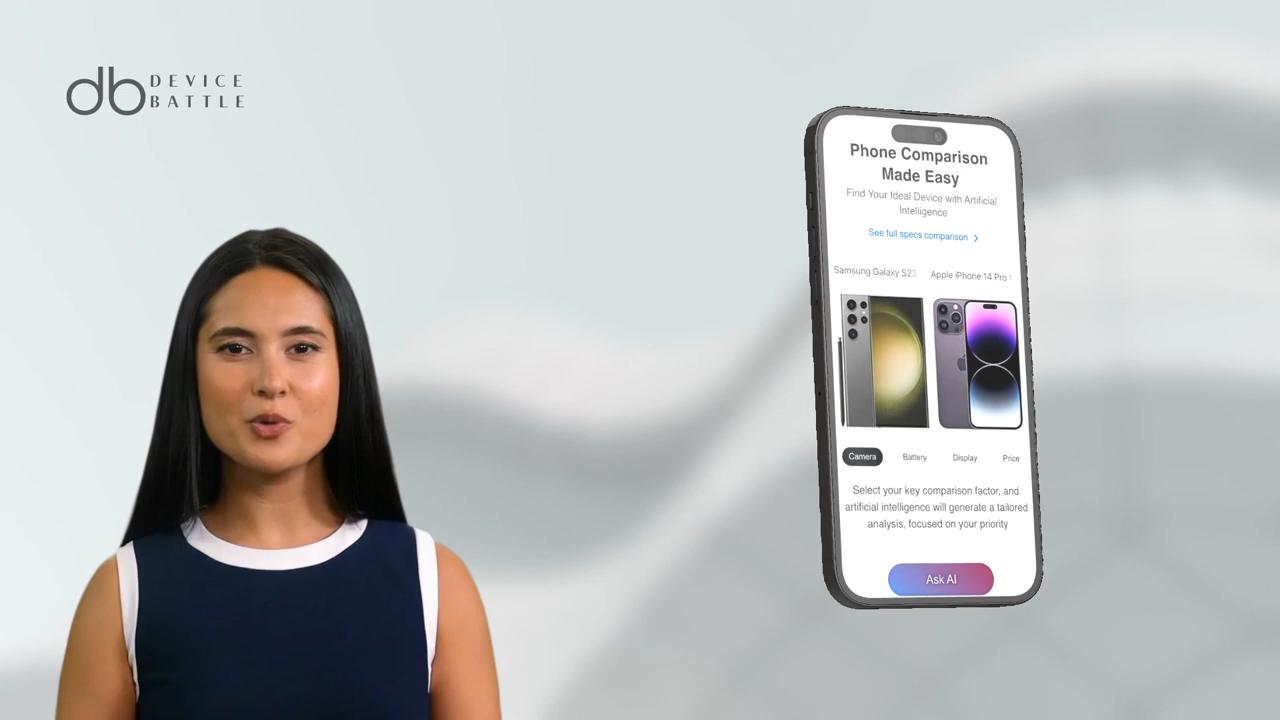 db DEVICE
BATTLE
Phone Comparison
Made Easy
Find Your Ideal Device with Artificial
Intelligence
See full specs comparison >
Samsung Galaxy S23 Apple iPhone 14 Pro
Camera Battery Display Price
Select your key comparison factor, and
artificial intelligence will generate a tailored
analysis, focused on your priority
Ask AI